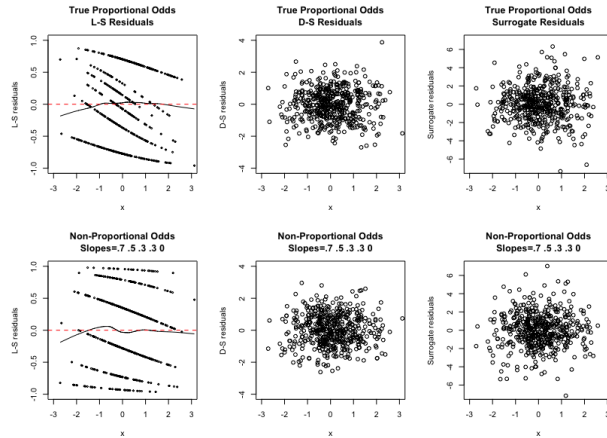 True Proportional Odds
L-S Residuals
1.0
0.5
0.0
-0.5
-1.0
L-S residuals
-3 -2 -1 0 1 2 3
x
True Proportional Odds
D-S Residuals
4
2
0
-2
-4
D-S residuals
-3 -2 -1 0 1 2 3
x
True Proportional Odds
Surrogate Residuals
6
4
2
0
-2
-4
-6
Surrogate residuals
-3 -2 -1 0 1 2 3
x
Non-Proportional Odds
Slopes=.7 .5 .3 .3 0
1.0
0.5
0.0
-0.5
-1.0
L-S residuals
-3 -2 -1 0 1 2 3
x
Non-Proportional Odds
Slopes=.7 .5 .3 .3 0
4
2
0
-2
-4
D-S residuals
-3 -2 -1 0 1 2 3
x
Non-Proportional Odds
Slopes=.7 .5 .3 .3 0
6
4
2
0
-2
-4
-6
Surrogate residuals
-3 -2 -1 0 1 2 3
x